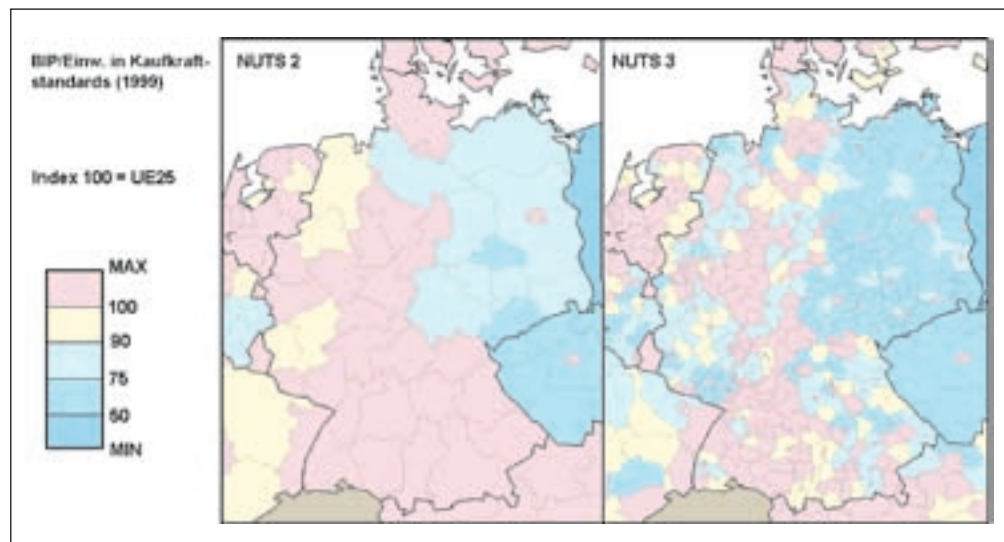 BIP/Einw. in Kaufkraft-
standards (1999)
Index 100 = UE25
MAX
100
90
75
50
MIN
NUTS 2
NUTS 3